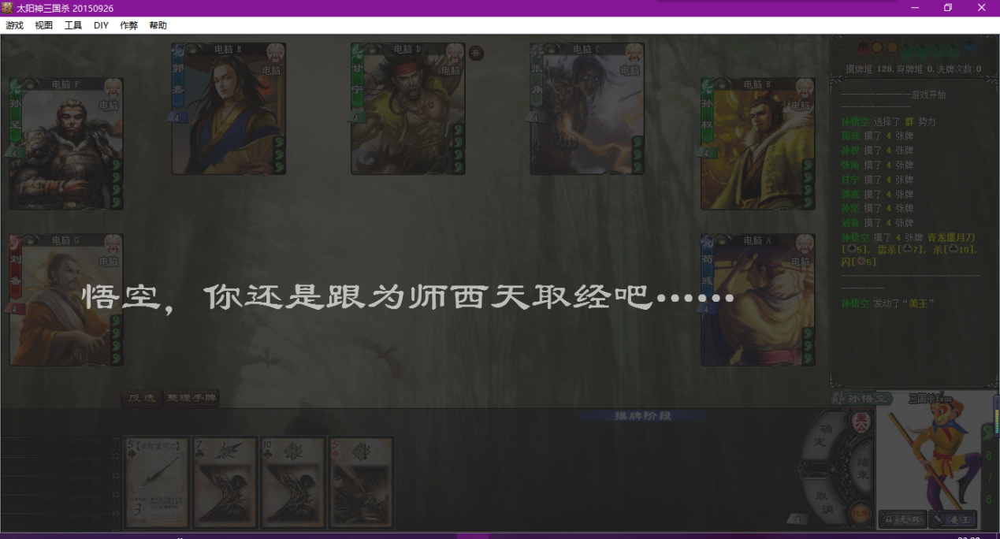 太阳神三国杀 20150926
游戏 视图 工具 DIY 作弊 帮助
电脑 E
电脑
郭嘉
4
电脑 D
电脑
甘宁
4
电脑 C
电脑
张角
4
电脑 F
电脑
孙坚
4
电脑 B
电脑
孙权
4
摸牌堆:128,弃牌堆:0,洗牌次数:0
————————游戏开始
————————
孙悟空 选择了 群 势力
荀彧 摸了 4 张牌
孙权 摸了 4 张牌
张角 摸了 4 张牌
甘宁 摸了 4 张牌
郭嘉 摸了 4 张牌
孙坚 摸了 4 张牌
刘备 摸了 4 张牌
孙悟空 摸了 4 张牌 青龙偃月刀
[♠5],雷杀[♣7],杀[♣10],
闪[♦5]
孙悟空 发动了“美王”
电脑 G
电脑
刘备
4
电脑 A
电脑
荀彧
4
悟空，你还是跟为师西天取经吧……
反选 整理手牌
摸牌阶段
孙悟空
三国杀fans
主公
确定
结束
取消
4
6
/
6
无双
美王
5
【青龙偃月刀】
3
7
10
5